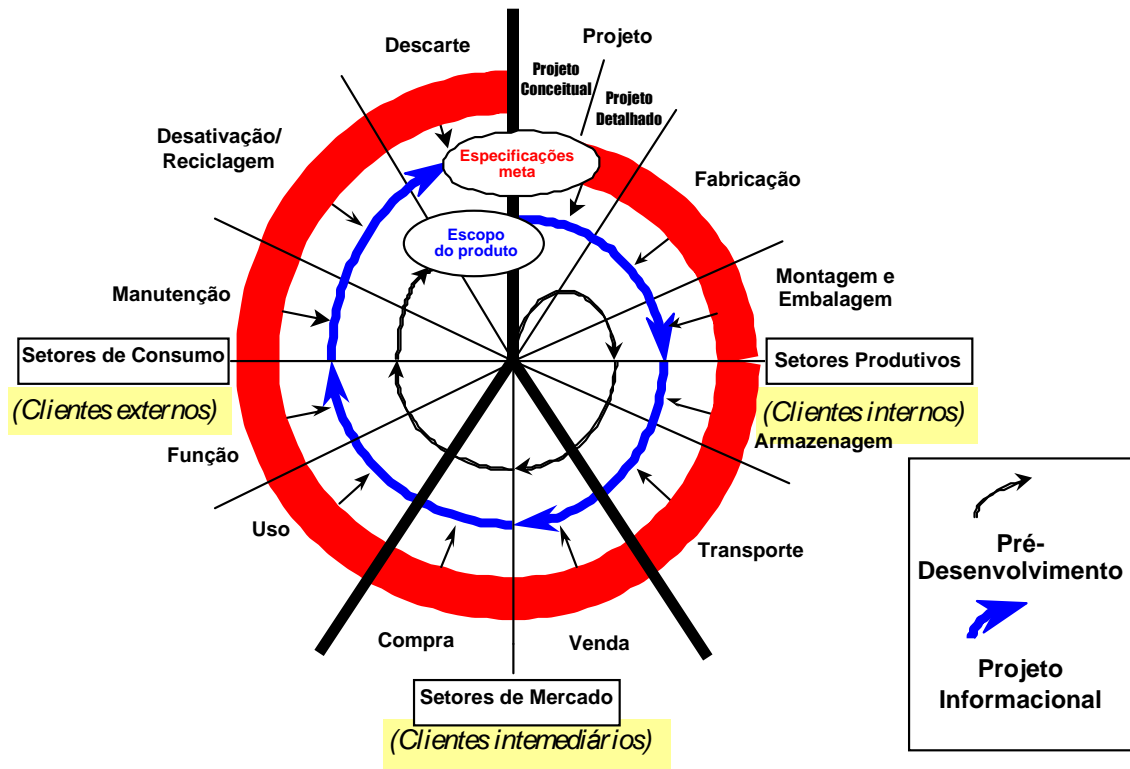 Descarte
Projeto
Projeto
Conceitual
Projeto
Detalhado
Desativação/
Reciclagem
Especificações
meta
Fabricação
Escopo
do produto
Manutenção
Montagem e
Embalagem
Setores de Consumo
(Clientes externos)
Setores Produtivos
(Clientes internos)
Armazenagem
Função
Uso
Transporte
Compra
Venda
Setores de Mercado
(Clientes intemediários)
Pré-
Desenvolvimento
Projeto
Informacional